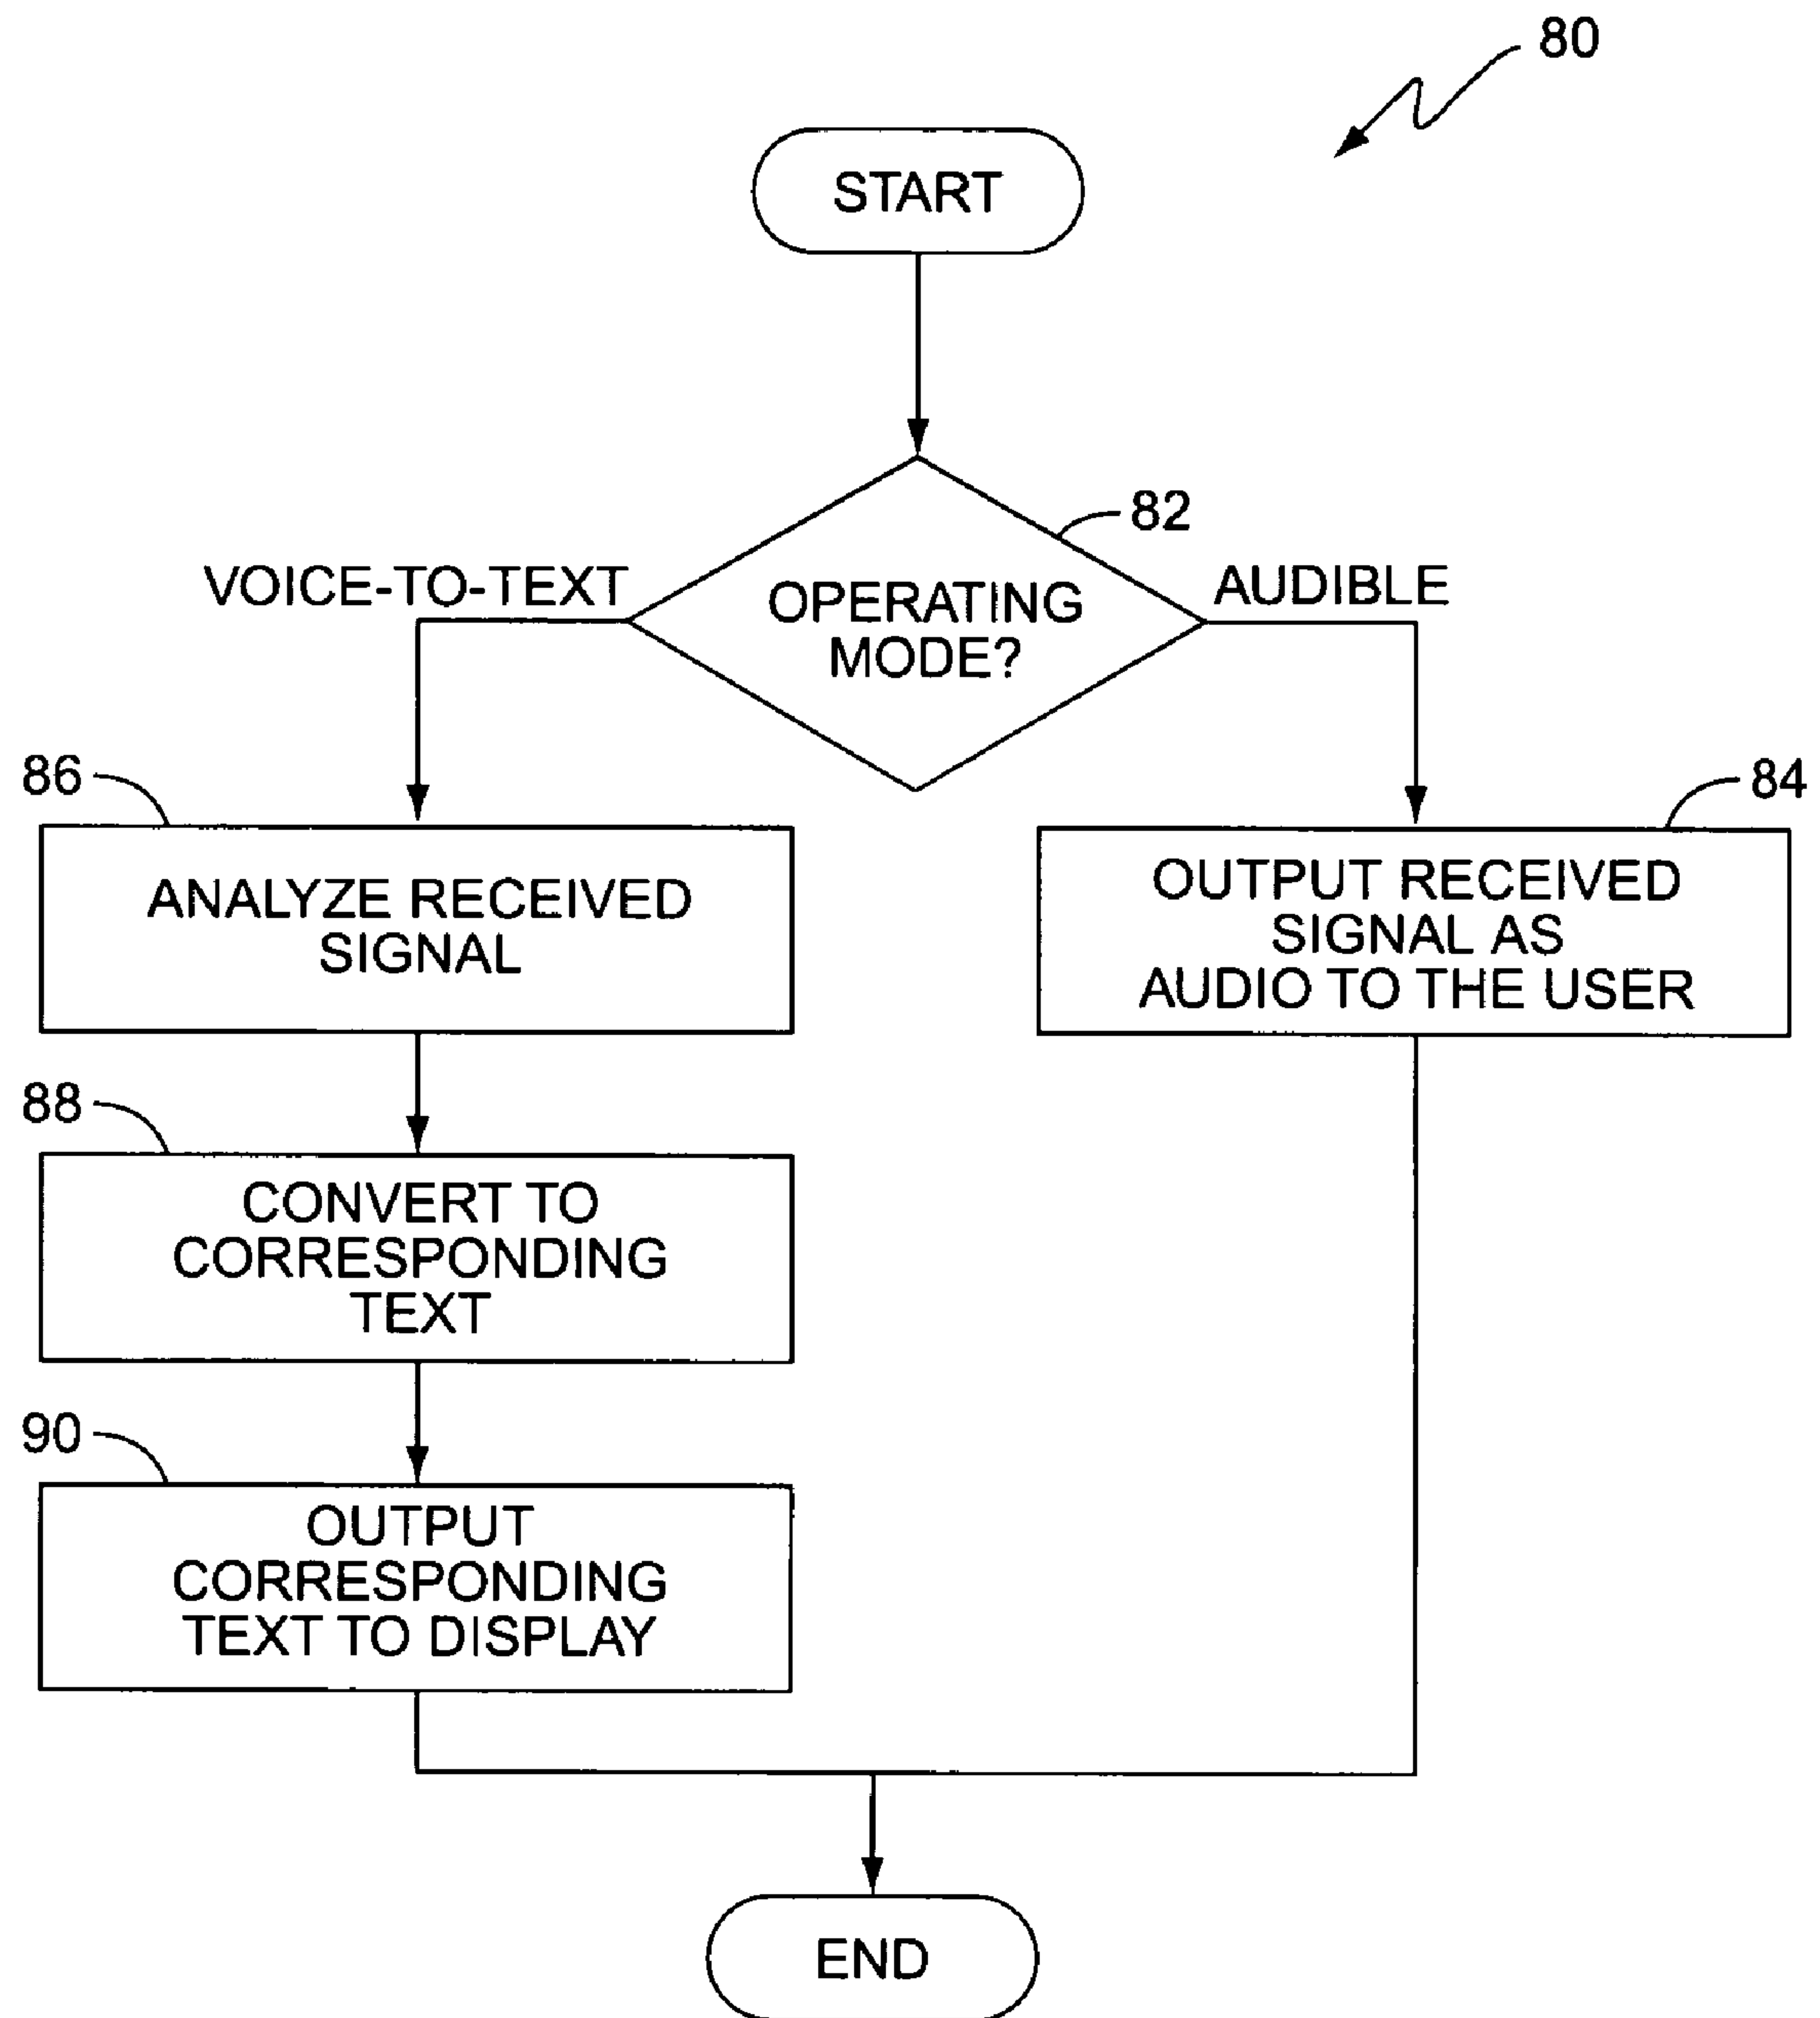 80
START
82
VOICE-TO-TEXT
OPERATING
MODE?
AUDIBLE
86
ANALYZE RECEIVED
SIGNAL
84
OUTPUT RECEIVED
SIGNAL AS
AUDIO TO THE USER
88
CONVERT TO
CORRESPONDING
TEXT
90
OUTPUT
CORRESPONDING
TEXT TO DISPLAY
END